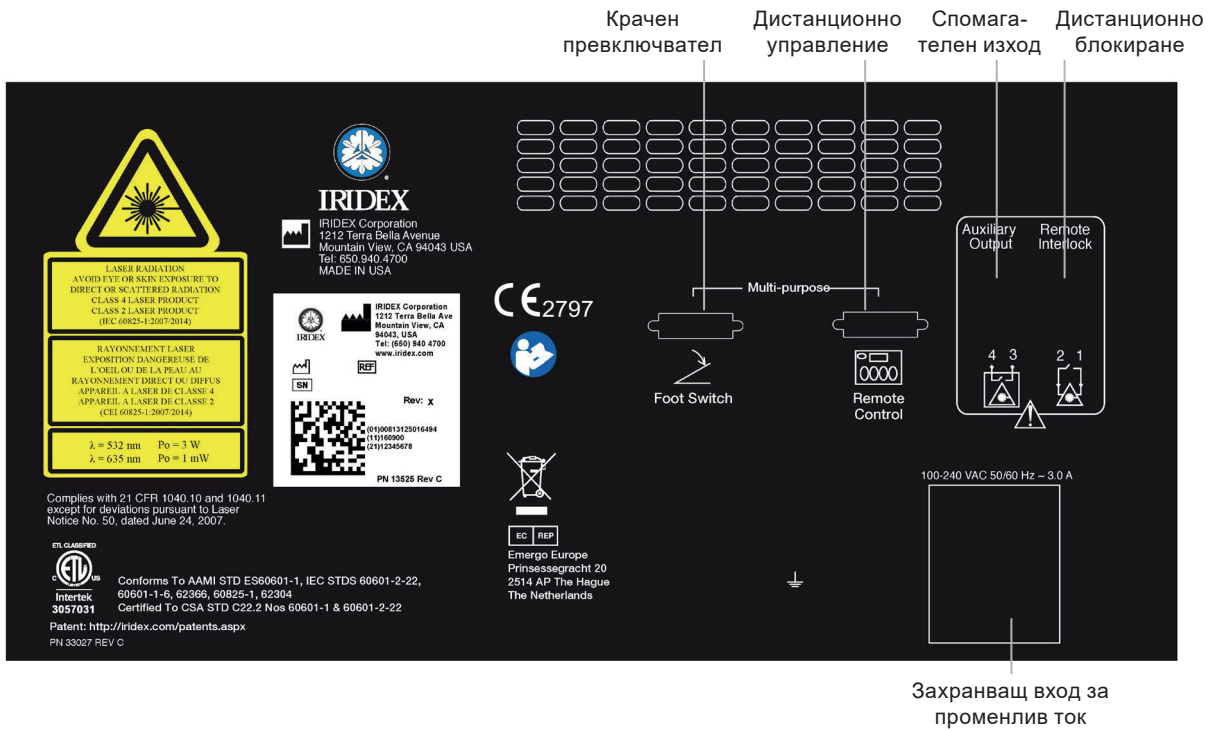 Крачен
превключвател
Дистанционно
управление
Спомага-
телен изход
Дистанционно
блокиране
LASER RADIATION
AVOID EYE OR SKIN EXPOSURE TO
DIRECT OR SCATTERED RADIATION
CLASS 4 LASER PRODUCT
CLASS 2 LASER PRODUCT
(IEC 60825-1:2007/2014)
RAYONNEMENT LASER
EXPOSITION DANGEREUSE DE
L'OEIL OU DE LA PEAU AU
RAYONNEMENT DIRECT OU DIFFUS
APPAREIL A LASER DE CLASSE 4
APPAREIL A LASER DE CLASSE 2
(CEI 60825-1:2007/2014)
λ = 532 nm Po = 3 W
λ = 635 nm Po = 1 mW
IRIDEX
IRIDEX Corporation
1212 Terra Bella Avenue
Mountain View, CA 94043 USA
Tel: 650.940.4700
MADE IN USA
IRIDEX
IRIDEX Corporation
1212 Terra Bella Ave
Mountain View, CA
94043, USA
Tel: (650) 940 4700
www.iridex.com
REF
SN
Rev: x
(01)00813125016494
(11)160900
(21)12345678
PN 13525 Rev C
Complies with 21 CFR 1040.10 and 1040.11
except for deviations pursuant to Laser
Notice No. 50, dated June 24, 2007.
ETL CLASSIFIED
C ETL US
Intertek
3057031
Conforms To AAMI STD ES60601-1, IEC STDS 60601-2-22,
60601-1-6, 62366, 60825-1, 62304
Certified To CSA STD C22.2 Nos 60601-1 & 60601-2-22
Patent: http://iridex.com/patents.aspx
PN 33027 REV C
CE2797
EC REP
Emergo Europe
Prinsessegracht 20
2514 AP The Hague
The Netherlands
Multi-purpose
Foot Switch
0000
Remote
Control
Auxiliary
Output
Remote
Interlock
4 3
2 1
100-240 VAC 50/60 Hz ~ 3.0 A
Захранващ вход за
променлив ток